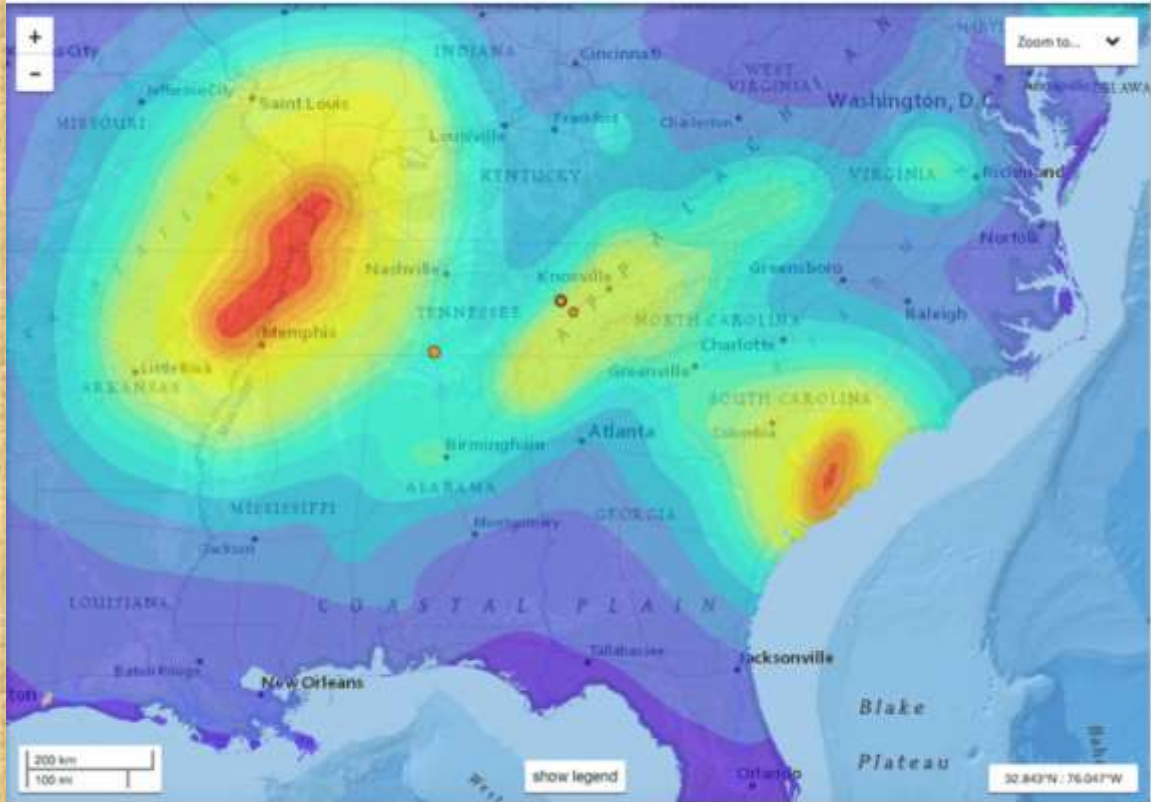 +
−
Zoom to...
INDIANA
Cincinnati
WEST
VIRGINIA
Washington, D.C.
Jefferson City
Saint Louis
MISSOURI
Louisville
Frankfort
Charleston
KENTUCKY
VIRGINIA
Richmond
Norfolk
Nashville
Knoxville
Greensboro
TENNESSEE
NORTH CAROLINA
Raleigh
Memphis
Charlotte
Little Rock
ARKANSAS
Greenville
SOUTH CAROLINA
Columbia
Atlanta
Birmingham
ALABAMA
MISSISSIPPI
GEORGIA
Montgomery
Jackson
LOUISIANA
COASTAL PLAIN
Tallahassee
Jacksonville
Baton Rouge
New Orleans
Blake
Plateau
200 km
100 mi
show legend
Orlando
32.843°N : 76.047°W